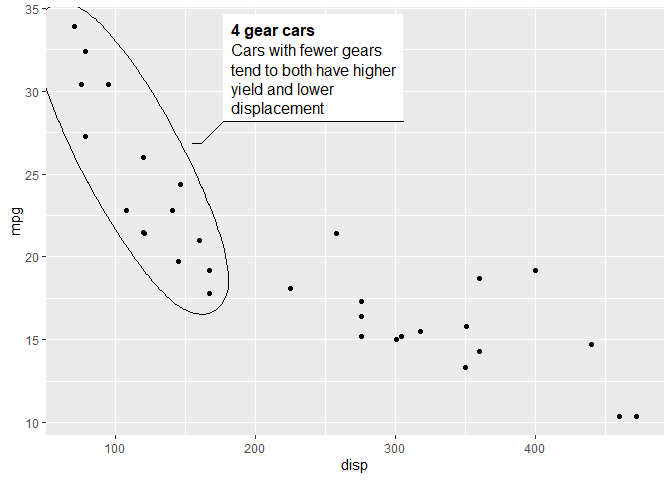 35
30
25
20
15
10
mpg
4 gear cars
Cars with fewer gears
tend to both have higher
yield and lower
displacement
100
200
300
400
disp